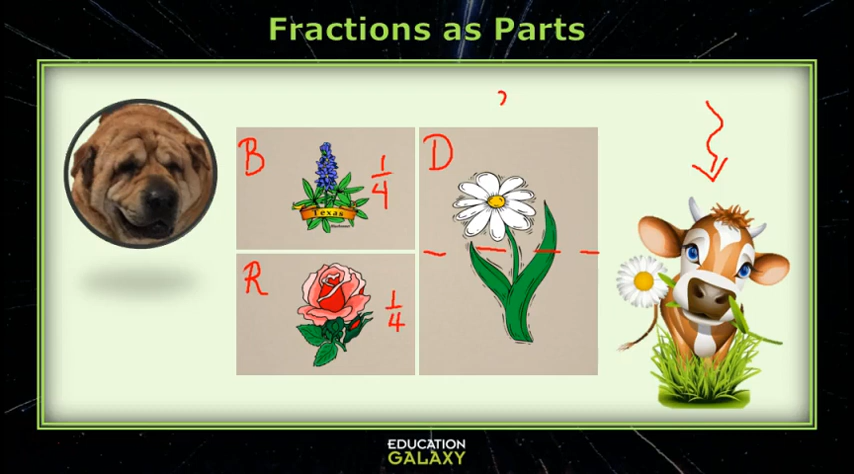 Fractions as Parts
B
1/4
Texas
D
R
1/4
EDUCATION
GALAXY